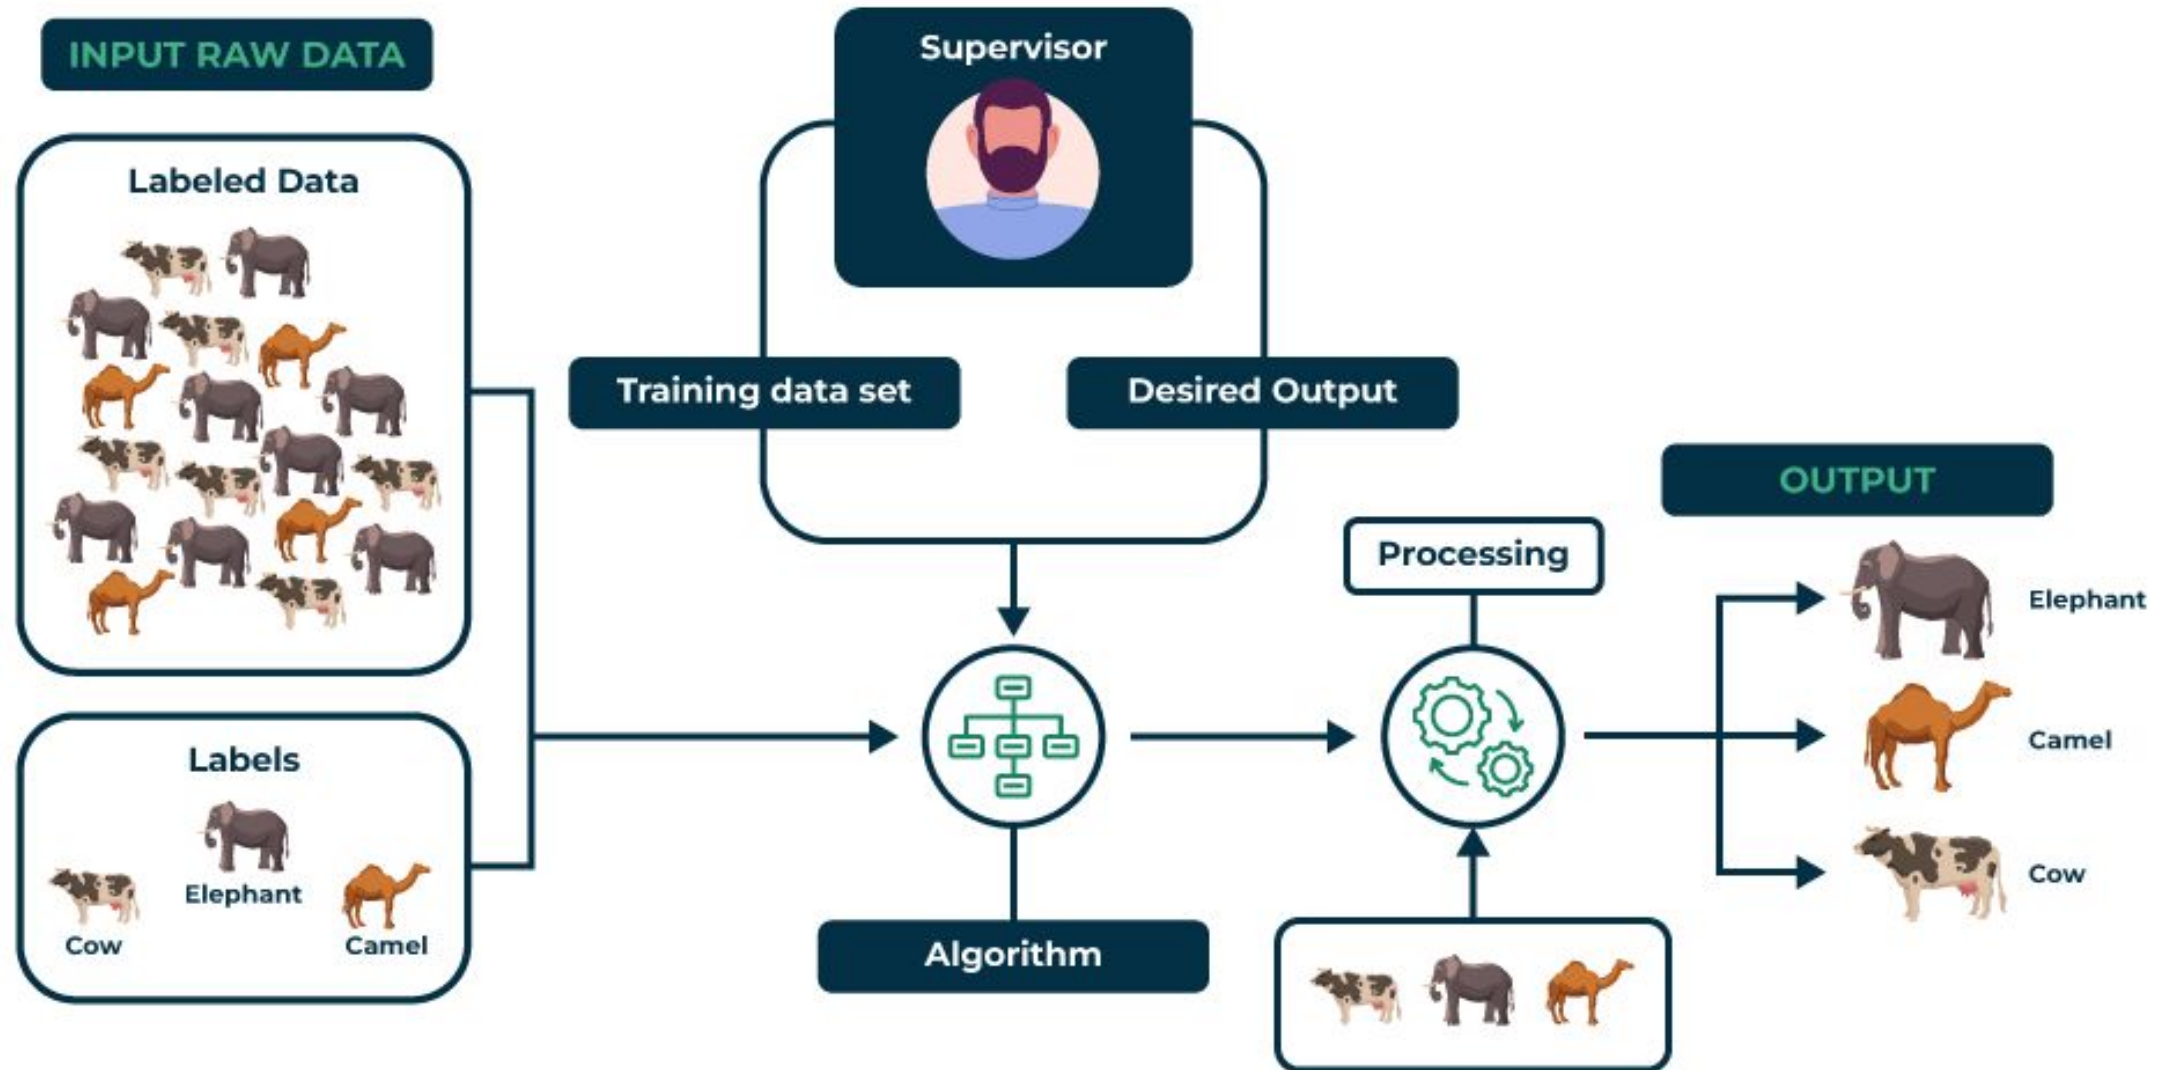 INPUT RAW DATA
Labeled Data
Labels
Elephant
Cow
Camel
Supervisor
Training data set
Desired Output
Algorithm
Processing
OUTPUT
Elephant
Camel
Cow